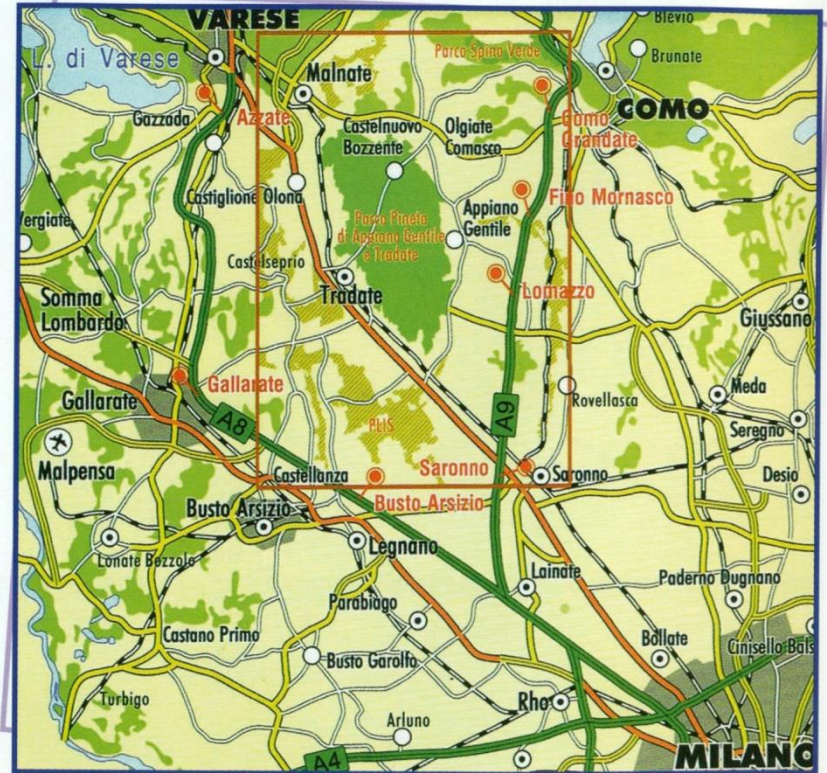 VARESE
Blevio
L. di Varese
Parco Spina Verde
Brunate
Malnate
COMO
Gazzada
Azzate
Castelnuovo
Bozzente
Olgiate
Comasco
Como
Grandate
Castiglione Olona
Fino Mornasco
Vergiate
Appiano
Gentile
Parco Pineta
di Appiano Gentile
e Tradate
Castelseprio
Tradate
Lomazzo
Somma
Lombardo
Giussano
Gallarate
Meda
Gallarate
Rovellasca
A8
A9
PLIS
Seregno
Malpensa
Saronno
Saronno
Castellanza
Desio
Busto Arsizio
Busto Arsizio
Legnano
Lonate Pozzolo
Lainate
Paderno Dugnano
Parabiago
Castano Primo
Bollate
Cinisello Bals
Busto Garolfo
Turbigo
Rho
Arluno
A4
MILANO